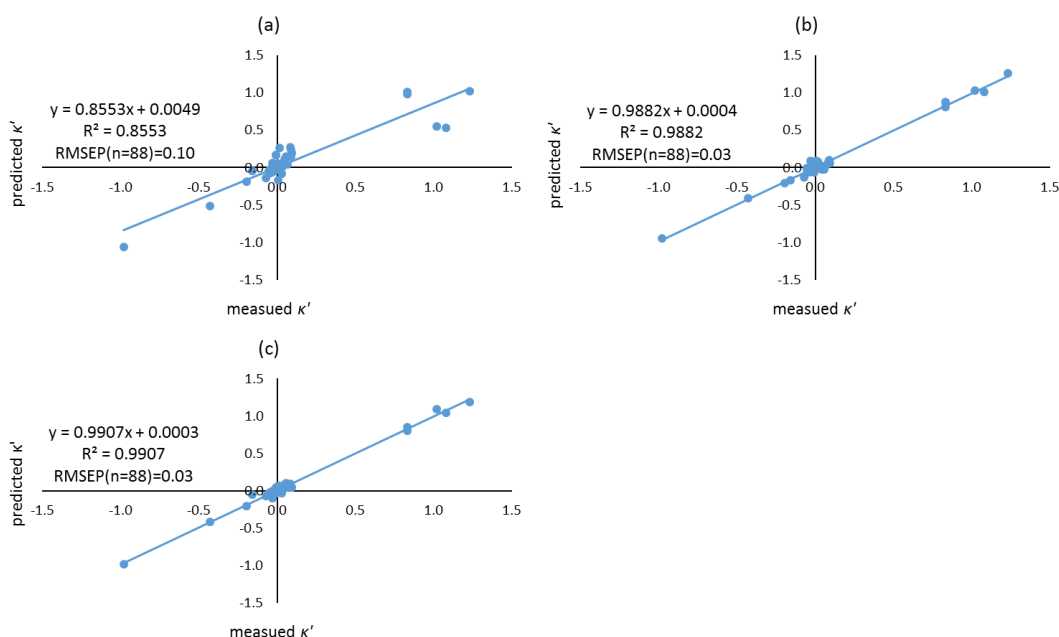 (a)
predicted κ'
1.5
1.0
0.5
0.0
-0.5
-1.0
-1.5
-1.5 -1.0 -0.5 0.0 0.5 1.0 1.5
y = 0.8553x + 0.0049
R² = 0.8553
RMSEP(n=88)=0.10
measued κ'
(b)
predicted κ'
1.5
1.0
0.5
0.0
-0.5
-1.0
-1.5
-1.5 -1.0 -0.5 0.0 0.5 1.0 1.5
y = 0.9882x + 0.0004
R² = 0.9882
RMSEP(n=88)=0.03
measued κ'
(c)
predicted κ'
1.5
1.0
0.5
0.0
-0.5
-1.0
-1.5
-1.5 -1.0 -0.5 0.0 0.5 1.0 1.5
y = 0.9907x + 0.0003
R² = 0.9907
RMSEP(n=88)=0.03
measued κ'